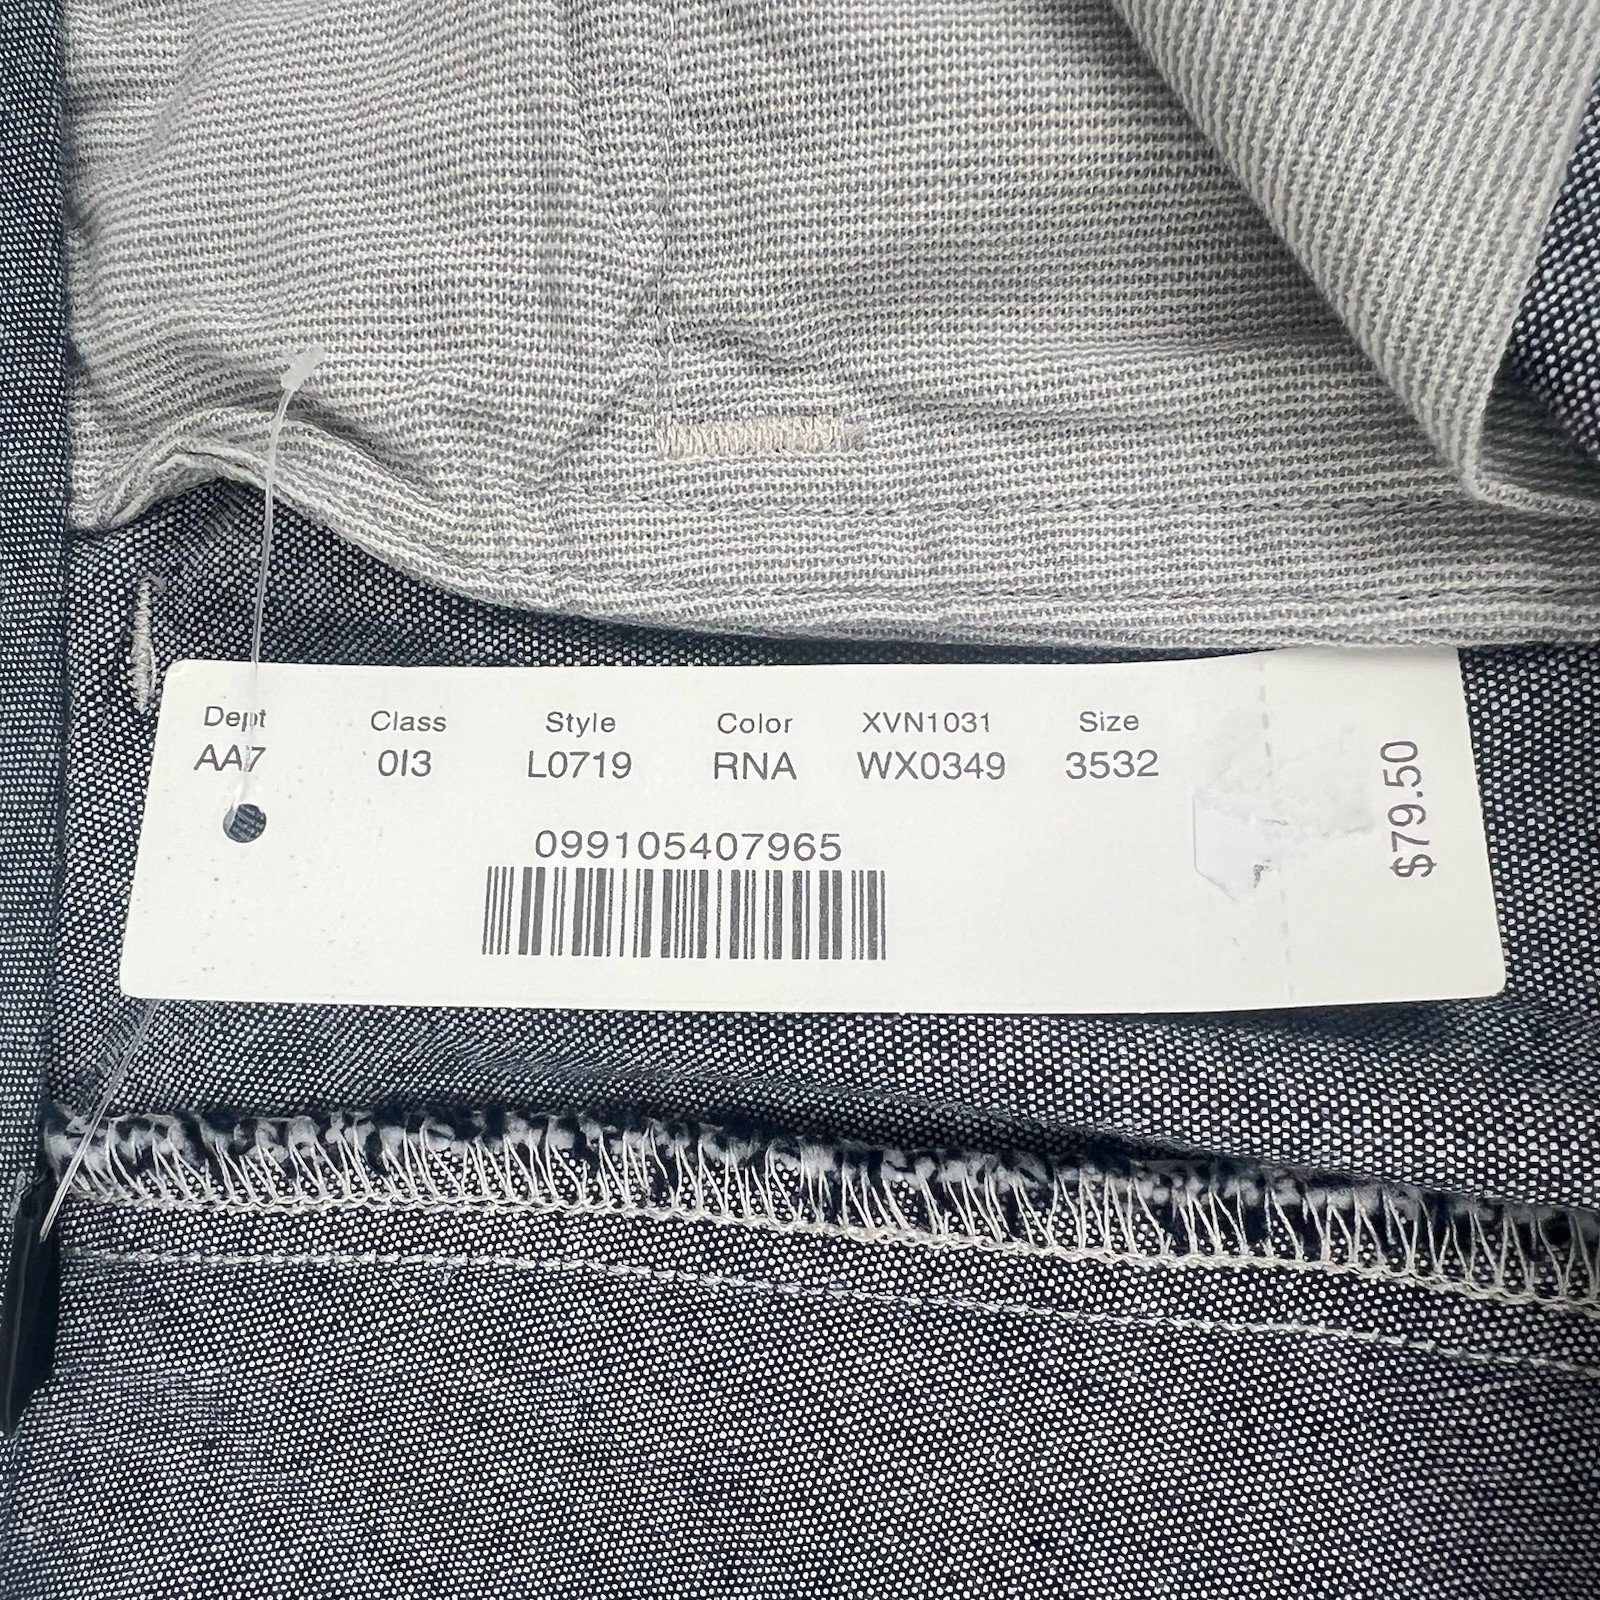 Dept Class Style Color XVN1031 Size
AA7 0I3 L0719 RNA WX0349 3532
$79.50
099105407965